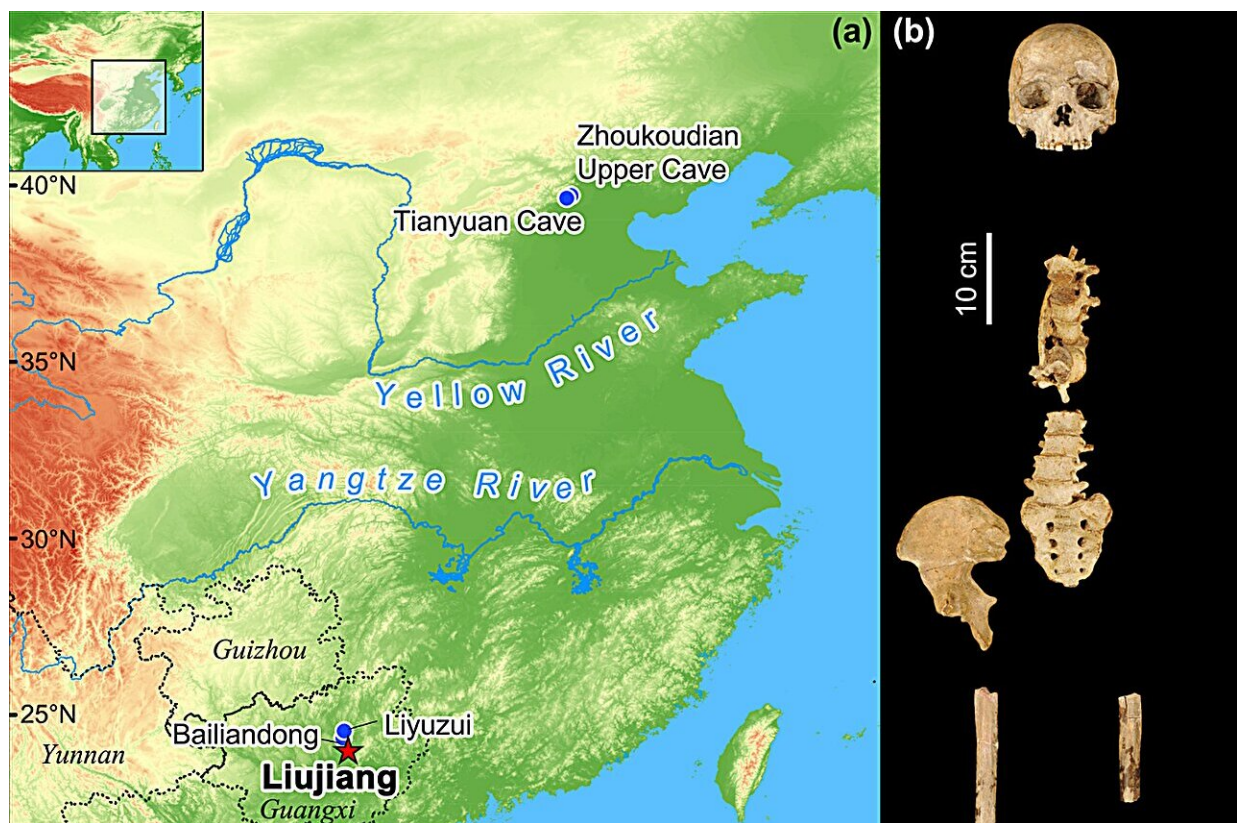 (a)
(b)
Zhoukoudian
Upper Cave
40°N
Tianyuan Cave
10 cm
35°N
Yellow River
Yangtze River
30°N
Guizhou
25°N
Bailiandong
Liyuzui
Yunnan
Liujiang
Guangxi